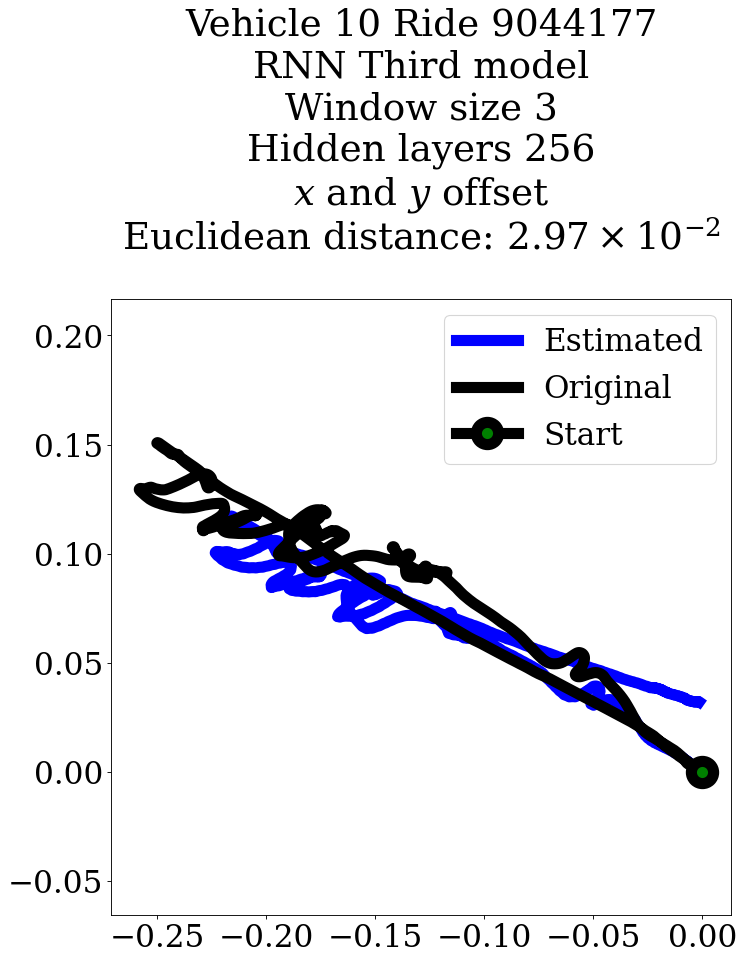 Vehicle 10 Ride 9044177
RNN Third model
Window size 3
Hidden layers 256
x and y offset
Euclidean distance: 2.97 × 10⁻²
Estimated
Original
Start
0.20
0.15
0.10
0.05
0.00
−0.05
−0.25 −0.20 −0.15 −0.10 −0.05 0.00